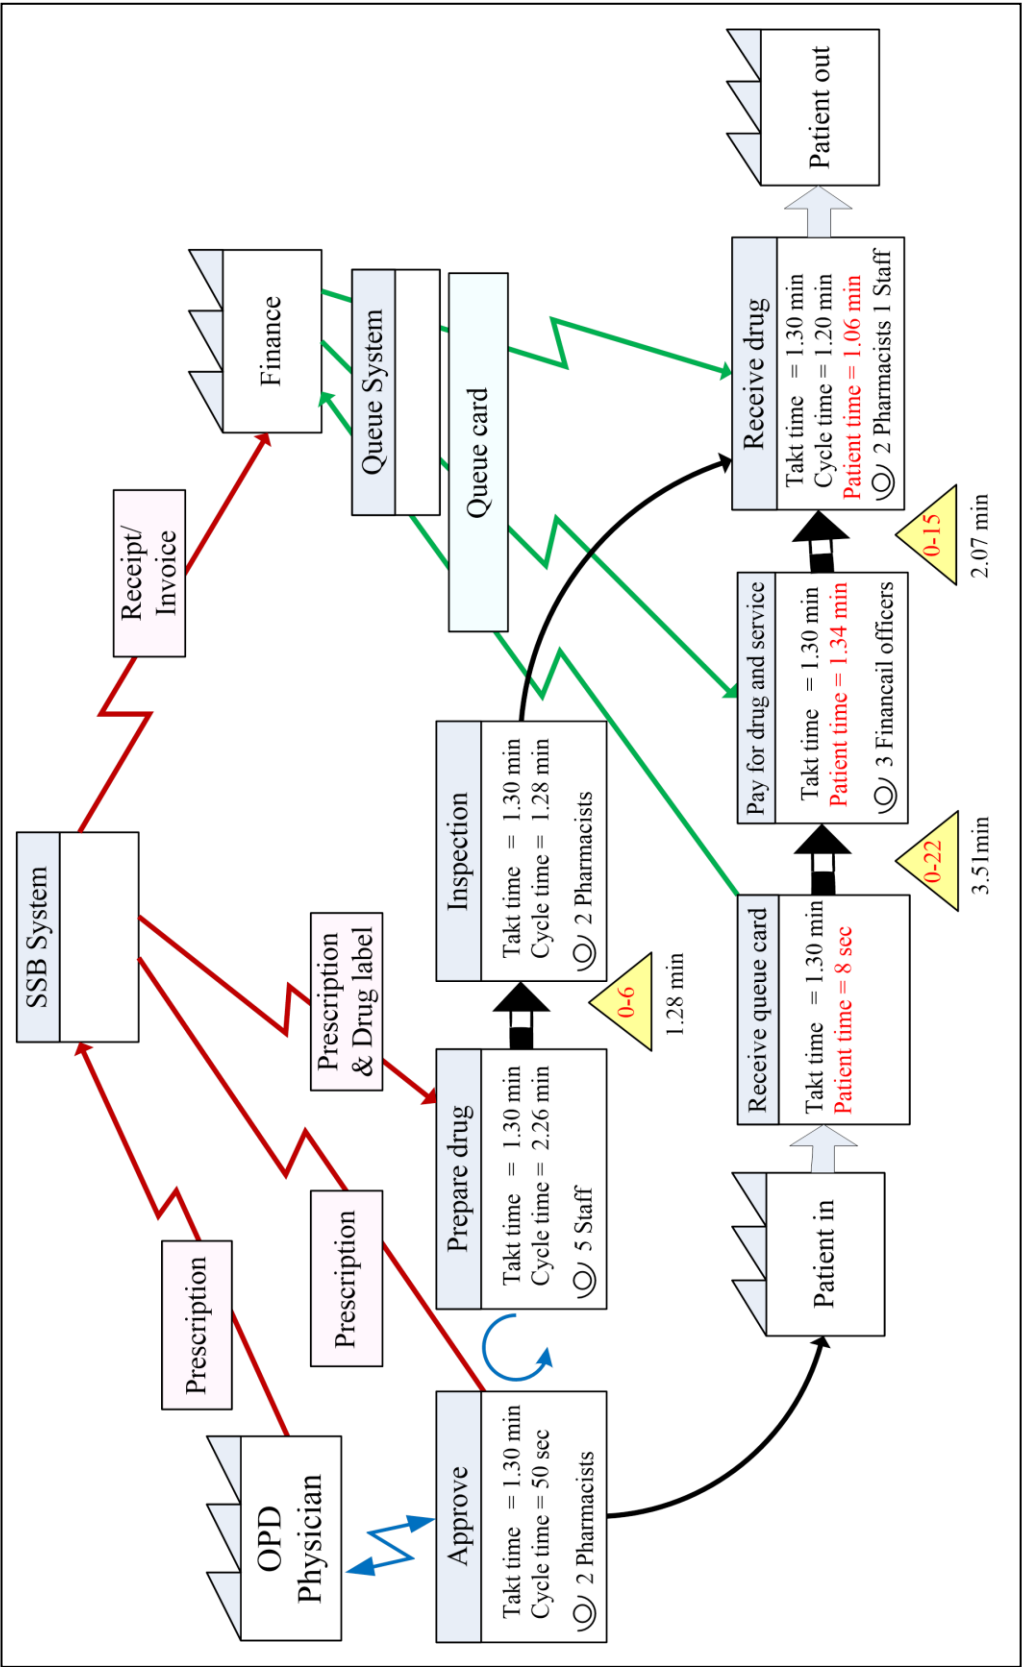 SSB System
Prescription
Receipt/
Invoice
OPD
Physician
Finance
Prescription
Prescription
& Drug label
Queue System
Queue card
Approve
Takt time = 1.30 min
Cycle time = 50 sec
2 Pharmacists
Prepare drug
Takt time = 1.30 min
Cycle time = 2.26 min
5 Staff
0-6
1.28 min
Inspection
Takt time = 1.30 min
Cycle time = 1.28 min
2 Pharmacists
Patient in
Receive queue card
Takt time = 1.30 min
Patient time = 8 sec
0-22
3.51min
Pay for drug and service
Takt time = 1.30 min
Patient time = 1.34 min
3 Financail officers
0-15
2.07 min
Receive drug
Takt time = 1.30 min
Cycle time = 1.20 min
Patient time = 1.06 min
2 Pharmacists 1 Staff
Patient out